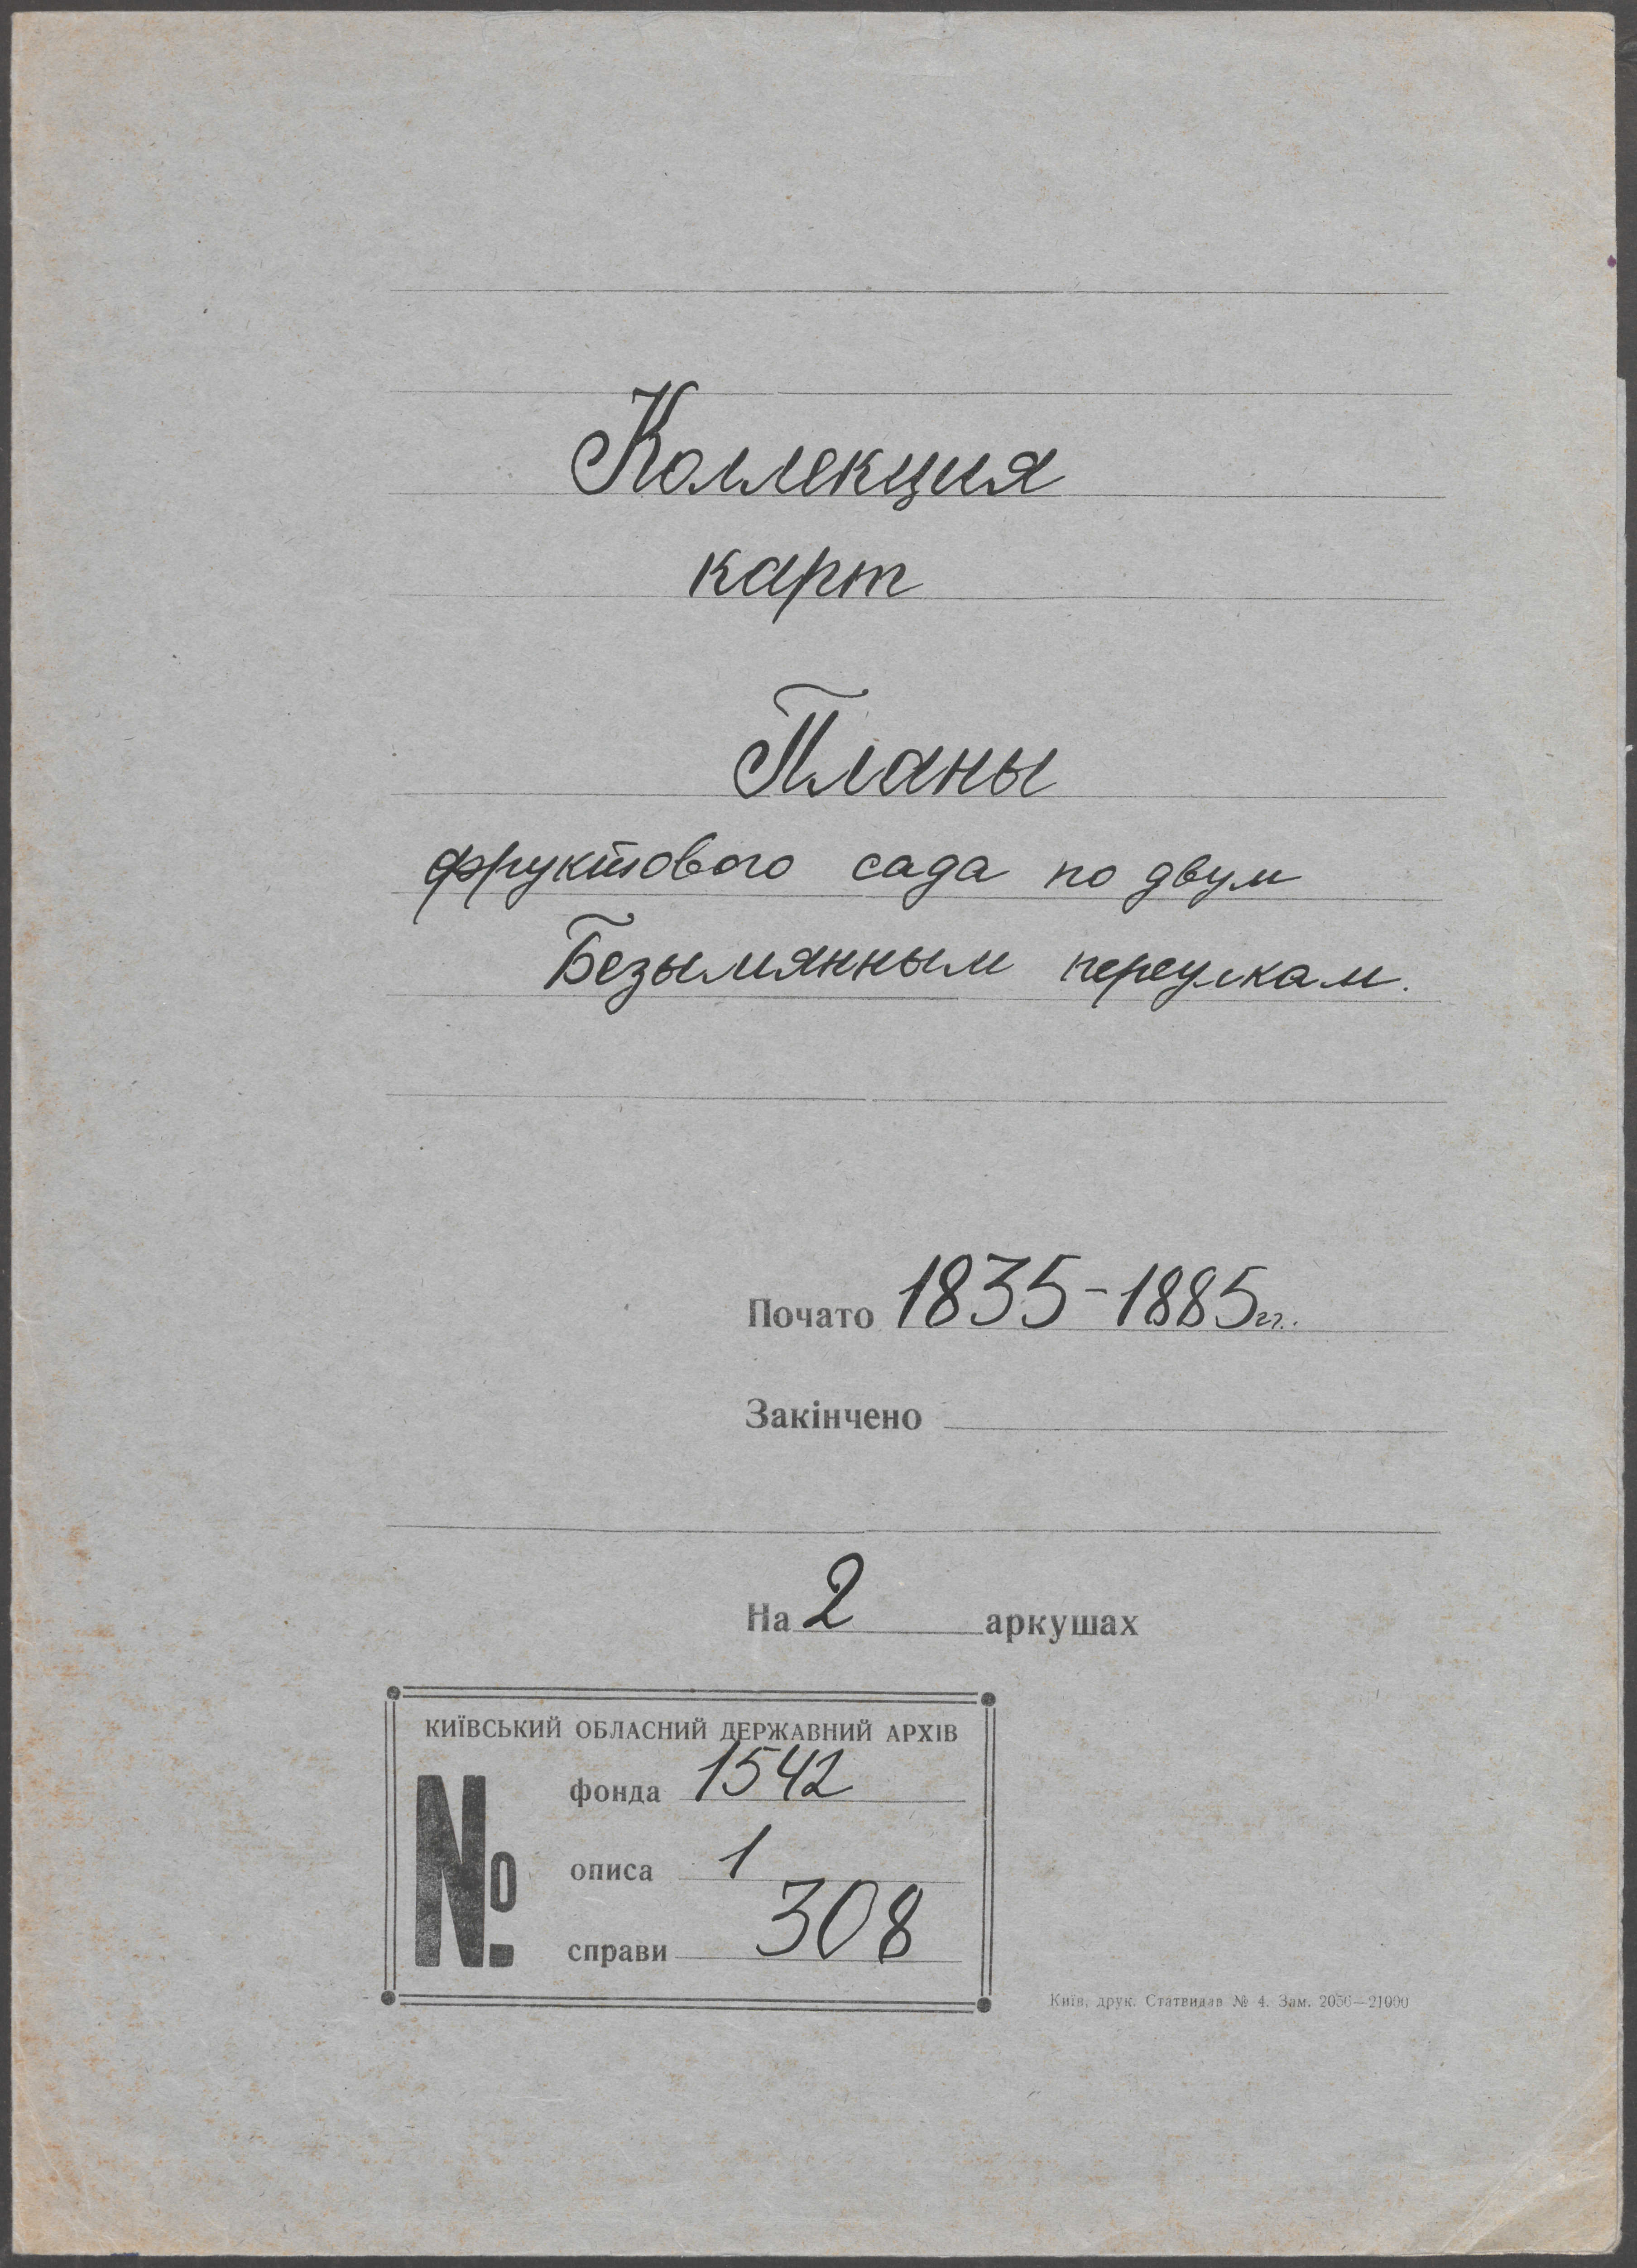 Коллекция
карт
Планы
фруктового сада по двум
Безымянным переулкам.
Почато 1835-1885 гг.
Закінчено
На 2 аркушах
КИЇВСЬКИЙ ОБЛАСНИЙ ДЕРЖАВНИЙ АРХІВ
№
фонда 1542
описа 1
справи 308
Київ, друк. Статвидав № 4. Зам. 2056—21000